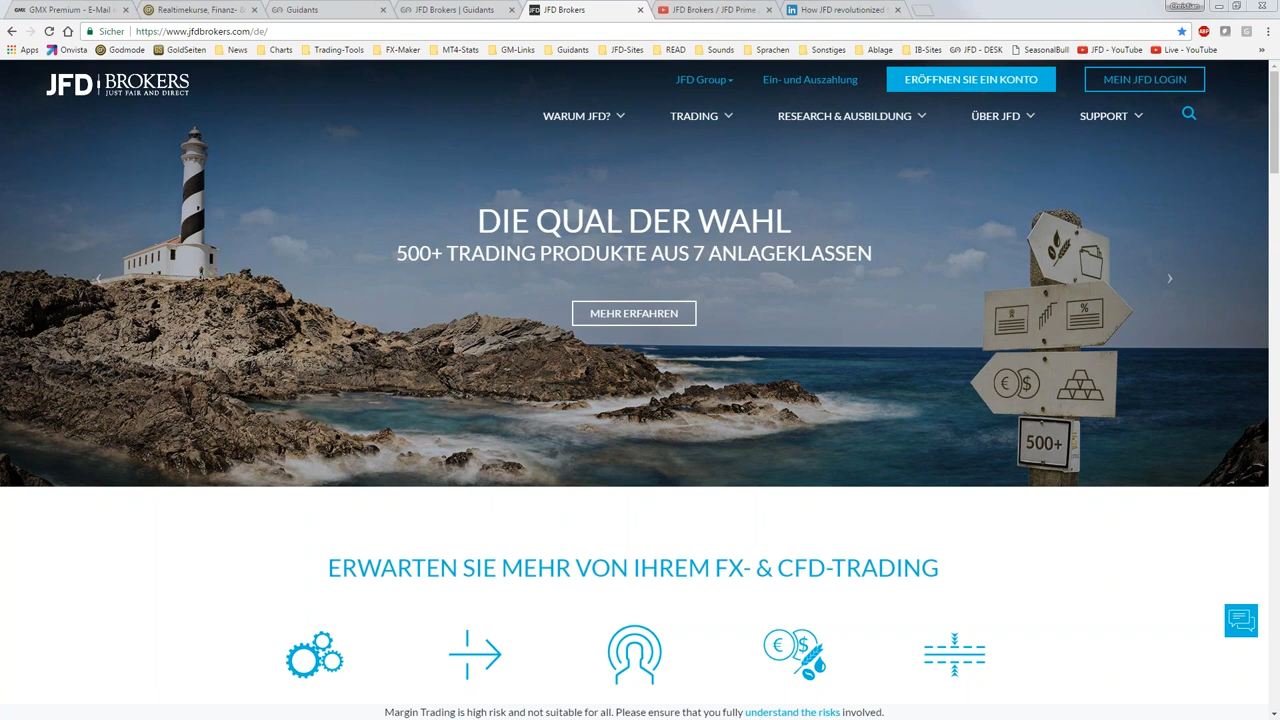 GMX Premium - E-Mail
Realtimekurse, Finanz- &
Guidants
JFD Brokers | Guidants
JFD Brokers
JFD Brokers / JFD Prime
How JFD revolutionized
Christian
Sicher | https://www.jfdbrokers.com/de/
Apps Onvista Godmode GoldSeiten News Charts Trading-Tools FX-Maker MT4-Stats GM-Links Guidants JFD-Sites READ Sounds Sprachen Sonstiges Ablage IB-Sites JFD - DESK SeasonalBull JFD - YouTube Live - YouTube »
JFD | BROKERS
JUST FAIR AND DIRECT
JFD Group Ein- und Auszahlung ERÖFFNEN SIE EIN KONTO MEIN JFD LOGIN
WARUM JFD? TRADING RESEARCH & AUSBILDUNG ÜBER JFD SUPPORT
DIE QUAL DER WAHL
500+ TRADING PRODUKTE AUS 7 ANLAGEKLASSEN
MEHR ERFAHREN
%
€ $
500+
ERWARTEN SIE MEHR VON IHREM FX- & CFD-TRADING
€ $
Margin Trading is high risk and not suitable for all. Please ensure that you fully understand the risks involved.